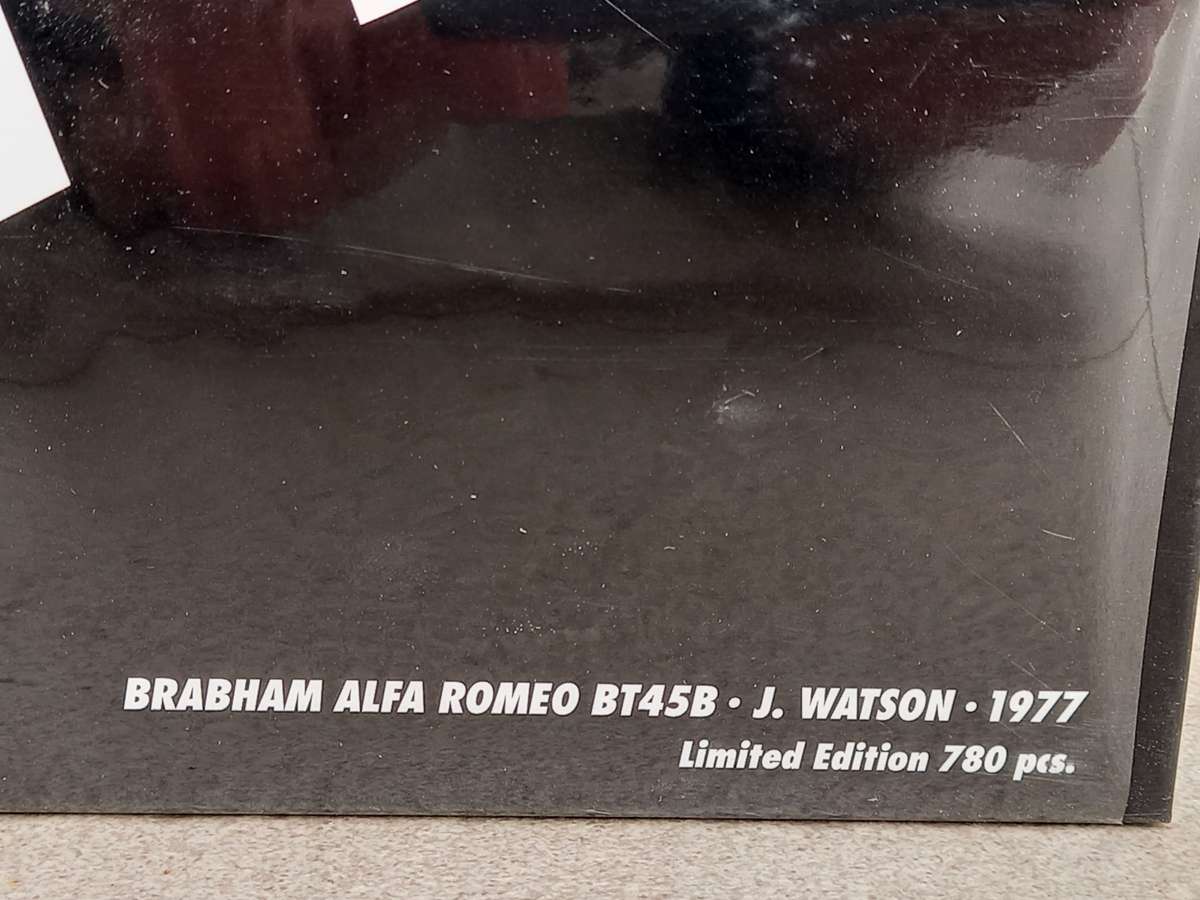 BRABHAM ALFA ROMEO BT45B · J. WATSON · 1977
Limited Edition 780 pcs.